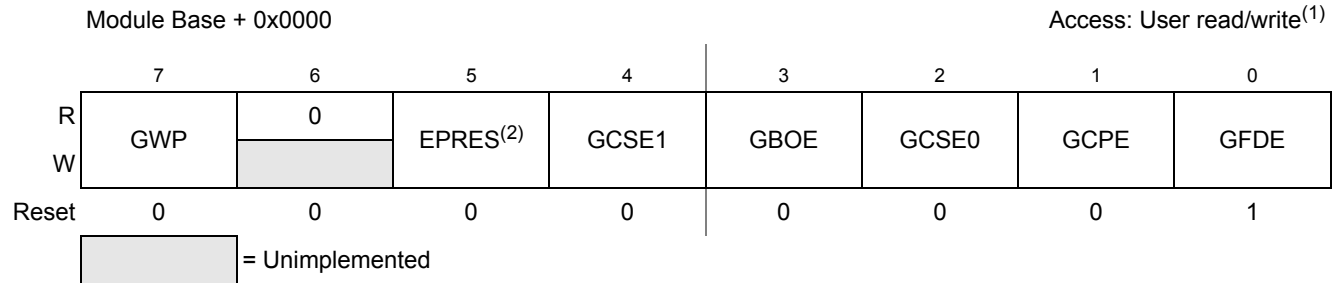 Module Base + 0x0000 Access: User read/write(1)
7 6 5 4 3 2 1 0
R GWP 0 EPRES(2) GCSE1 GBOE GCSE0 GCPE GFDE
W
Reset 0 0 0 0 0 0 0 1
= Unimplemented